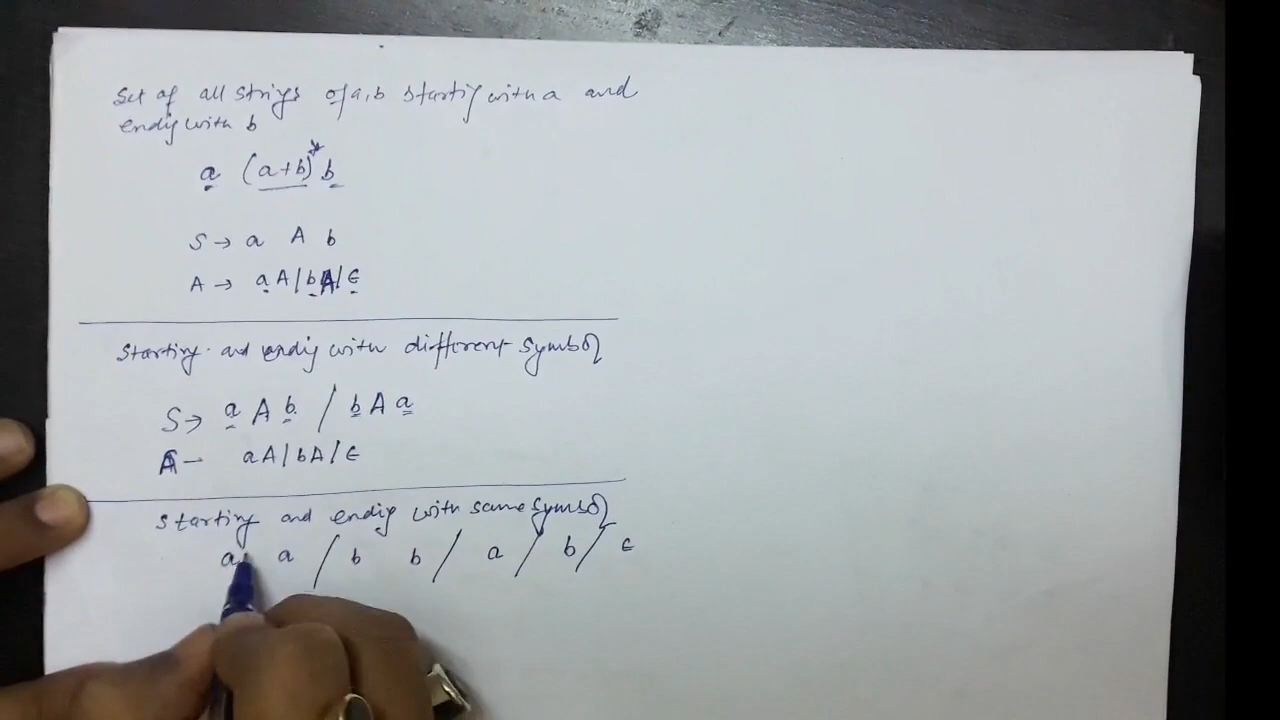 Set of all strings of a,b starting with a and
ending with b
a (a+b)* b
S → a A b
A → aA/bA/ε
Starting and ending with different symbol
S → a A b / b A a
A - aA/bA/ε
starting and ending with same symbol
a a / b b / a / b / ε